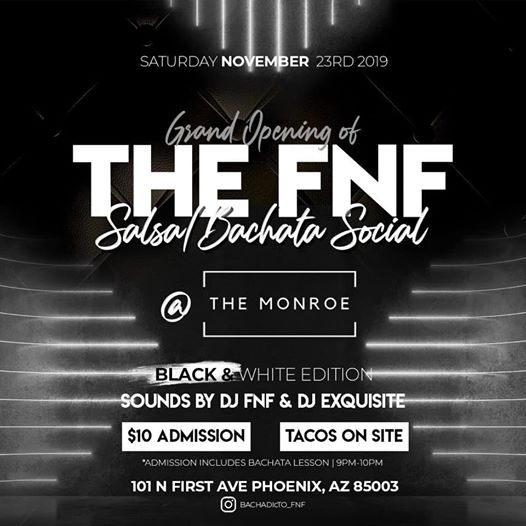 SATURDAY NOVEMBER 23RD 2019
Grand Opening of
THE FNF
Salsa/Bachata Social
@ THE MONROE
BLACK & WHITE EDITION
SOUNDS BY DJ FNF & DJ EXQUISITE
$10 ADMISSION TACOS ON SITE
*ADMISSION INCLUDES BACHATA LESSON | 9PM-10PM
101 N FIRST AVE PHOENIX, AZ 85003
BACHADICTO_FNF